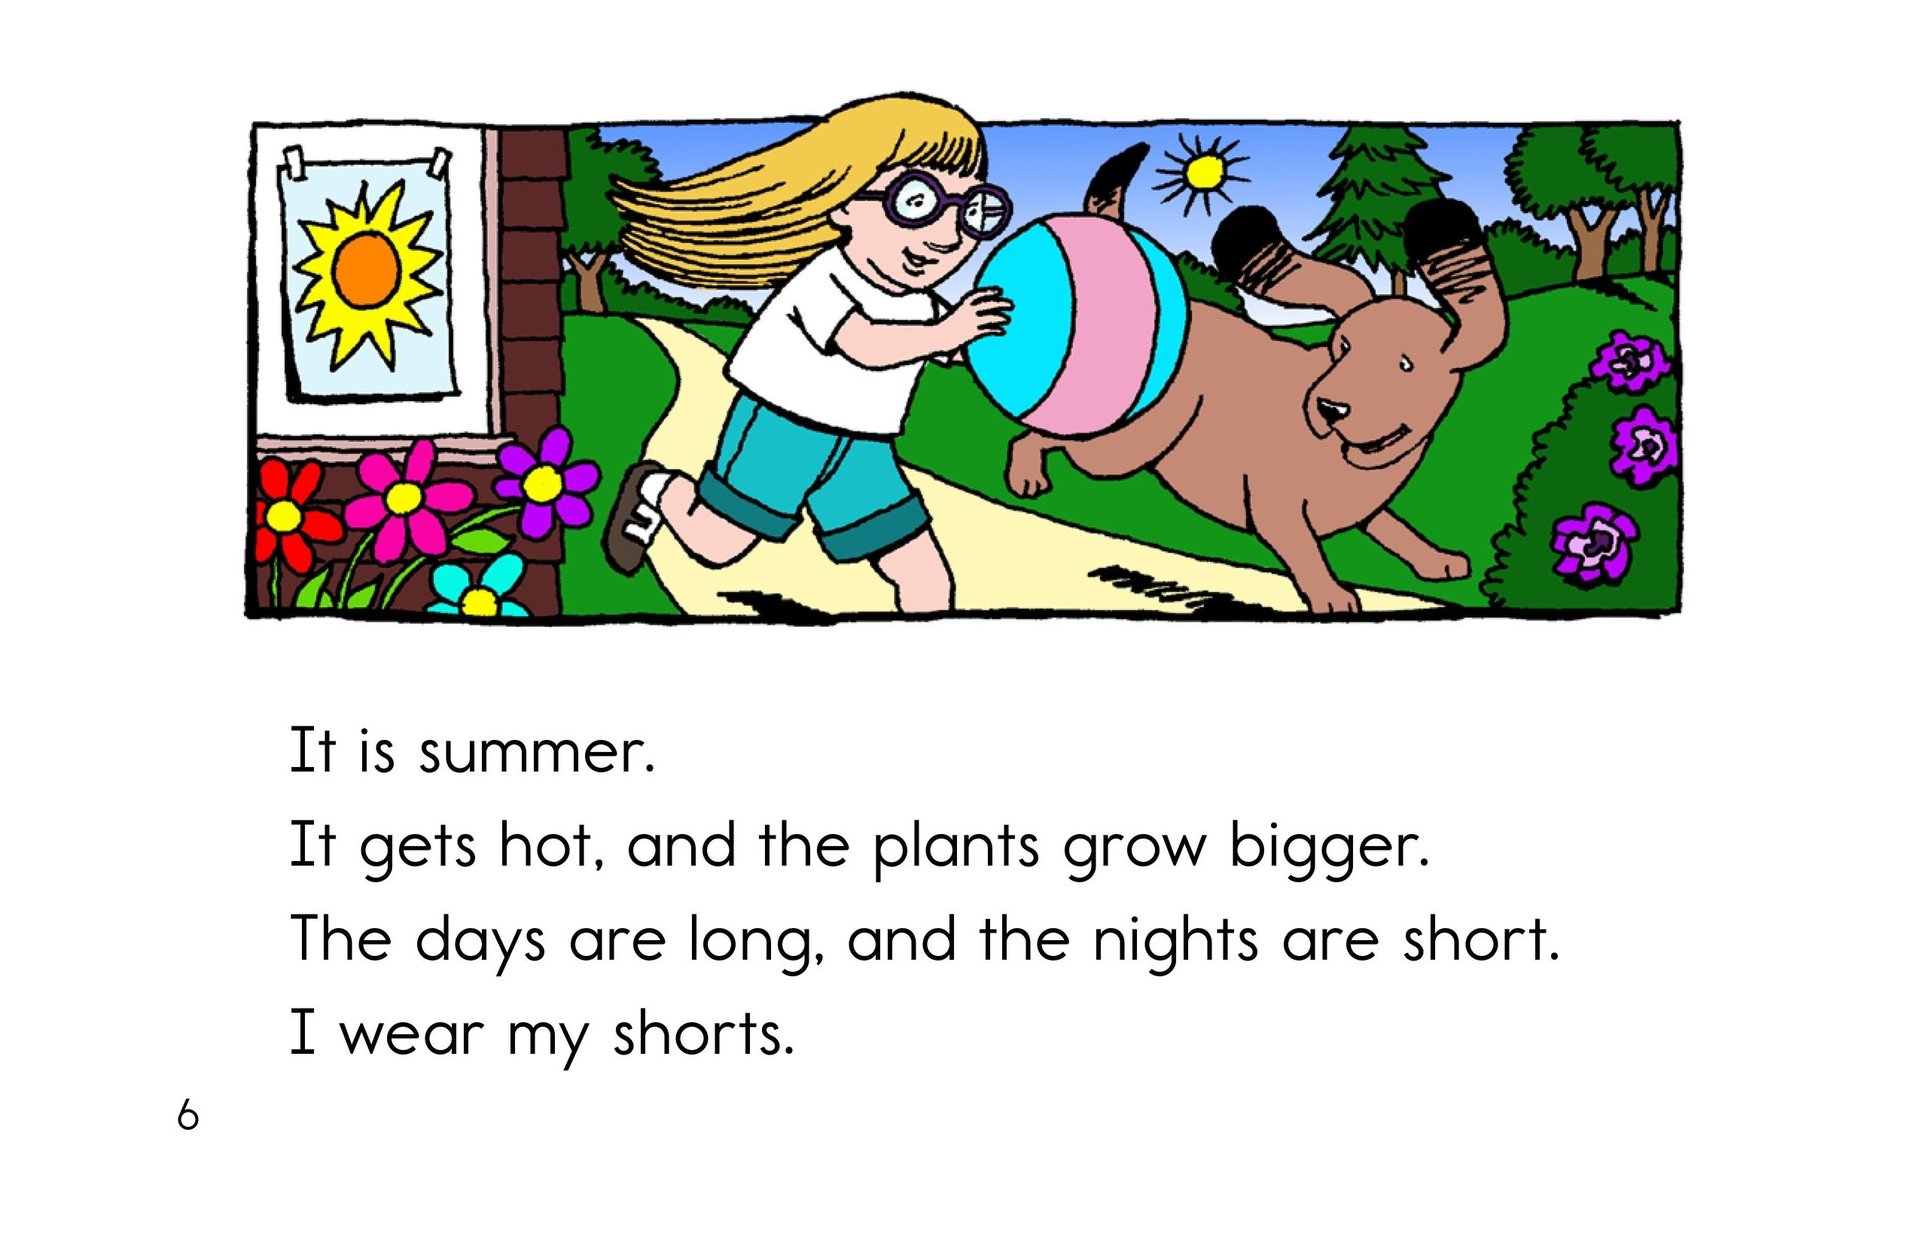 It is summer.
It gets hot, and the plants grow bigger.
The days are long, and the nights are short.
I wear my shorts.
6